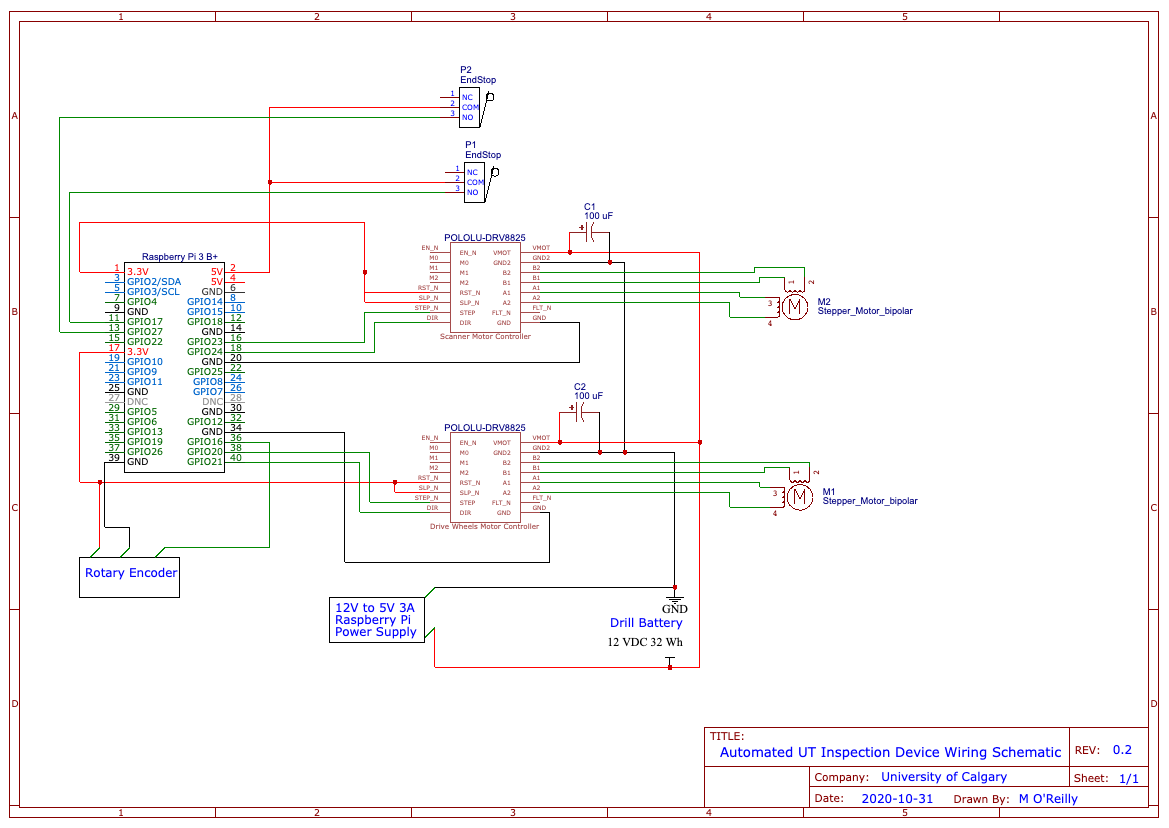 1 2 3 4 5
A A
B B
C C
D D
P2
EndStop
1 NC
2 COM
3 NO
P1
EndStop
1 NC
2 COM
3 NO
C1
100 uF
Raspberry Pi 3 B+
1 3.3V 5V 2
3 GPIO2/SDA 5V 4
5 GPIO3/SCL GND 6
7 GPIO4 GPIO14 8
9 GND GPIO15 10
11 GPIO17 GPIO18 12
13 GPIO27 GND 14
15 GPIO22 GPIO23 16
17 3.3V GPIO24 18
19 GPIO10 GND 20
21 GPIO9 GPIO25 22
23 GPIO11 GPIO8 24
25 GND GPIO7 26
27 DNC DNC 28
29 GPIO5 GND 30
31 GPIO6 GPIO12 32
33 GPIO13 GND 34
35 GPIO19 GPIO16 36
37 GPIO26 GPIO20 38
39 GND GPIO21 40
POLOLU-DRV8825
EN_N EN_N VMOT VMOT
M0 M0 GND2 GND2
M1 M1 B2 B2
M2 M2 B1 B1
RST_N RST_N A1 A1
SLP_N SLP_N A2 A2
STEP_N STEP FLT_N FLT_N
DIR DIR GND GND
Scanner Motor Controller
1 2
3
4
M
M2
Stepper_Motor_bipolar
C2
100 uF
POLOLU-DRV8825
EN_N EN_N VMOT VMOT
M0 M0 GND2 GND2
M1 M1 B2 B2
M2 M2 B1 B1
RST_N RST_N A1 A1
SLP_N SLP_N A2 A2
STEP_N STEP FLT_N FLT_N
DIR DIR GND GND
Drive Wheels Motor Controller
1 2
3
4
M
M1
Stepper_Motor_bipolar
Rotary Encoder
12V to 5V 3A
Raspberry Pi
Power Supply
GND
Drill Battery
12 VDC 32 Wh
TITLE:
Automated UT Inspection Device Wiring Schematic
REV: 0.2
Company: University of Calgary
Sheet: 1/1
Date: 2020-10-31 Drawn By: M O'Reilly
1 2 3 4 5